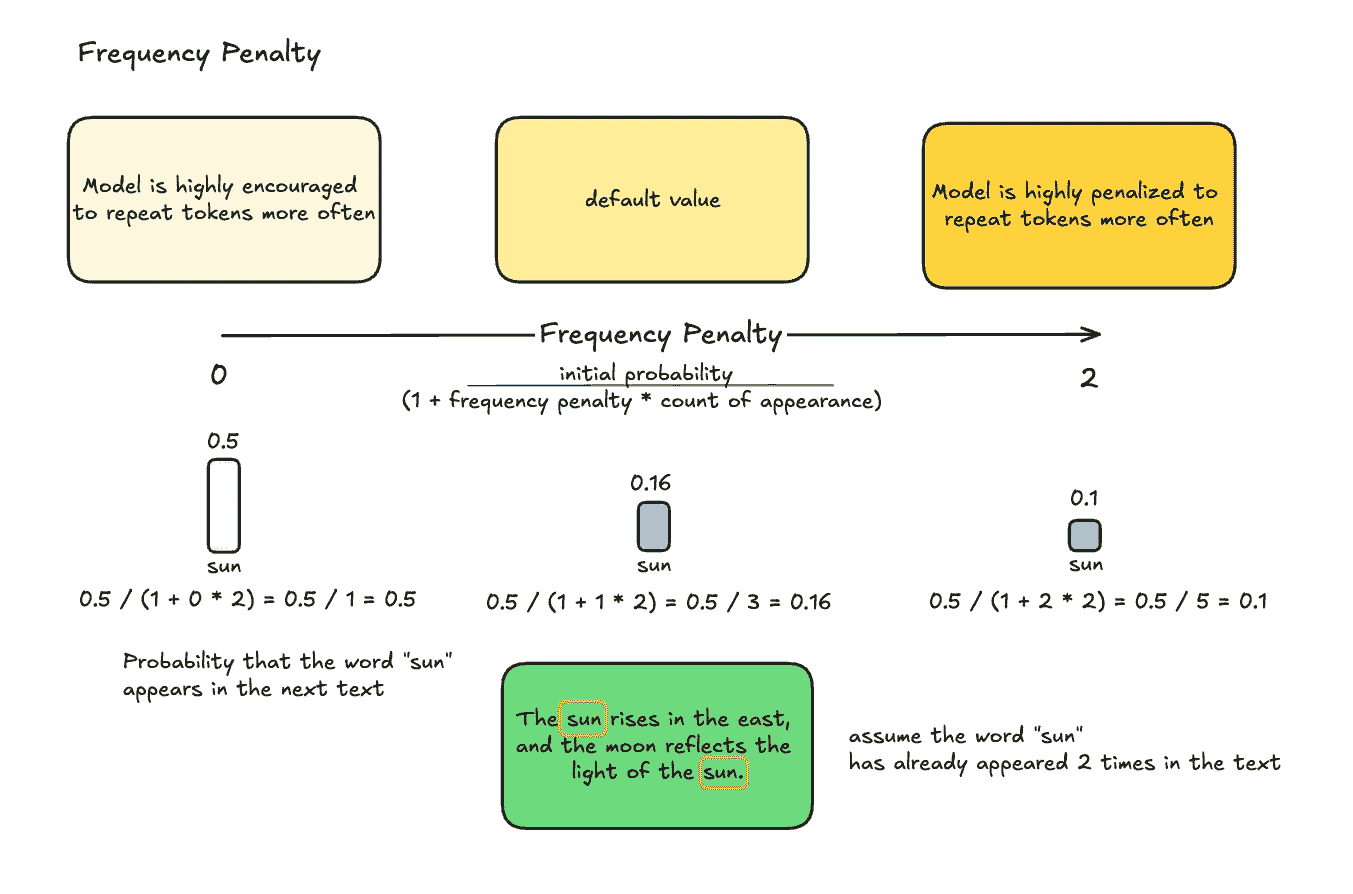 Frequency Penalty
Model is highly encouraged
to repeat tokens more often
default value
Model is highly penalized to
repeat tokens more often
Frequency Penalty
0
initial probability
2
(1 + frequency penalty * count of appearance)
0.5
sun
0.5 / (1 + 0 * 2) = 0.5 / 1 = 0.5
0.16
sun
0.5 / (1 + 1 * 2) = 0.5 / 3 = 0.16
0.1
sun
0.5 / (1 + 2 * 2) = 0.5 / 5 = 0.1
Probability that the word "sun"
appears in the next text
The sun rises in the east,
and the moon reflects the
light of the sun.
assume the word "sun"
has already appeared 2 times in the text